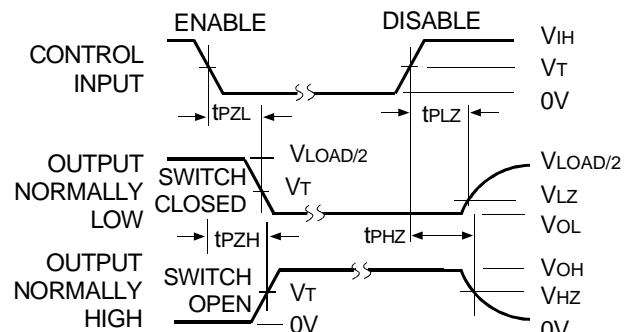 ENABLE DISABLE
CONTROL INPUT
VIH
VT
0V
tPZL tPLZ
OUTPUT NORMALLY LOW
SWITCH CLOSED
VLOAD/2
VT
VLOAD/2
VLZ
VOL
tPZH tPHZ
OUTPUT NORMALLY HIGH
SWITCH OPEN
VT
0V
VOH
VHZ
0V